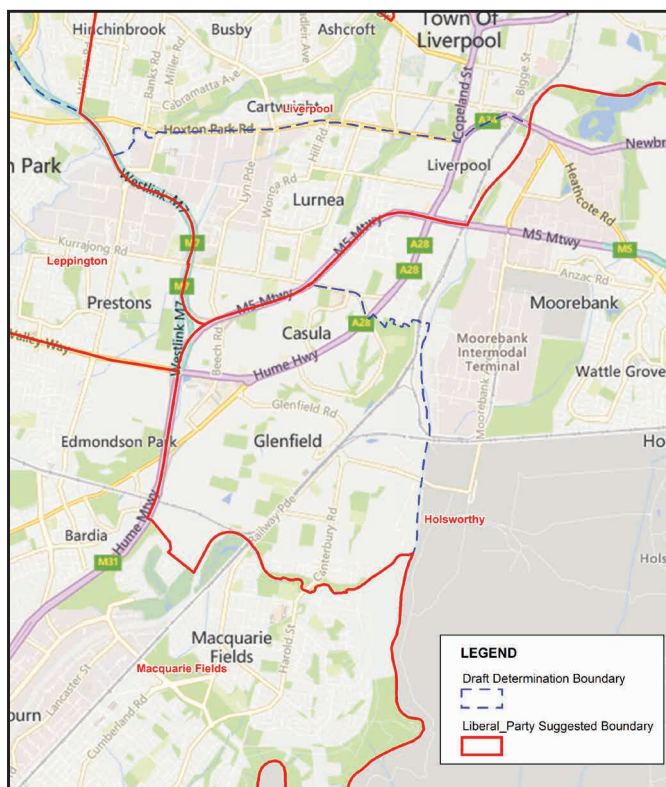 Hinchinbrook
Busby
Ashcroft
Town Of
Liverpool
Banks Rd
Miller Rd
Cabramatta Ave
Cartwright
Liverpool
Copeland St
Bigge St
A34
Hoxton Park Rd
n Park
Westlink M7
Lyn Pde
Wonga Rd
Hill Rd
Lurnea
Liverpool
Newbr
Heathcote Rd
M5 Mtwy
A28
M5 Mtwy
M5
Kurrajong Rd
M7
A28
Anzac Rd
Leppington
Prestons
M7
M5 Mtwy
Moorebank
Valley Way
Westlink M7
Beech Rd
Casula
A28
Moorebank
Intermodal
Terminal
Wattle Grove
Hume Hwy
Moorebank
Glenfield Rd
Edmondson Park
Glenfield
Ho
Hume Mtwy
Railway Pde
Canterbury Rd
Holsworthy
Bardia
M31
Hols
Macquarie
Fields
Harold St
Macquarie Fields
Lancaster St
Cumberland Rd
burn
LEGEND
Draft Determination Boundary
Liberal_Party Suggested Boundary